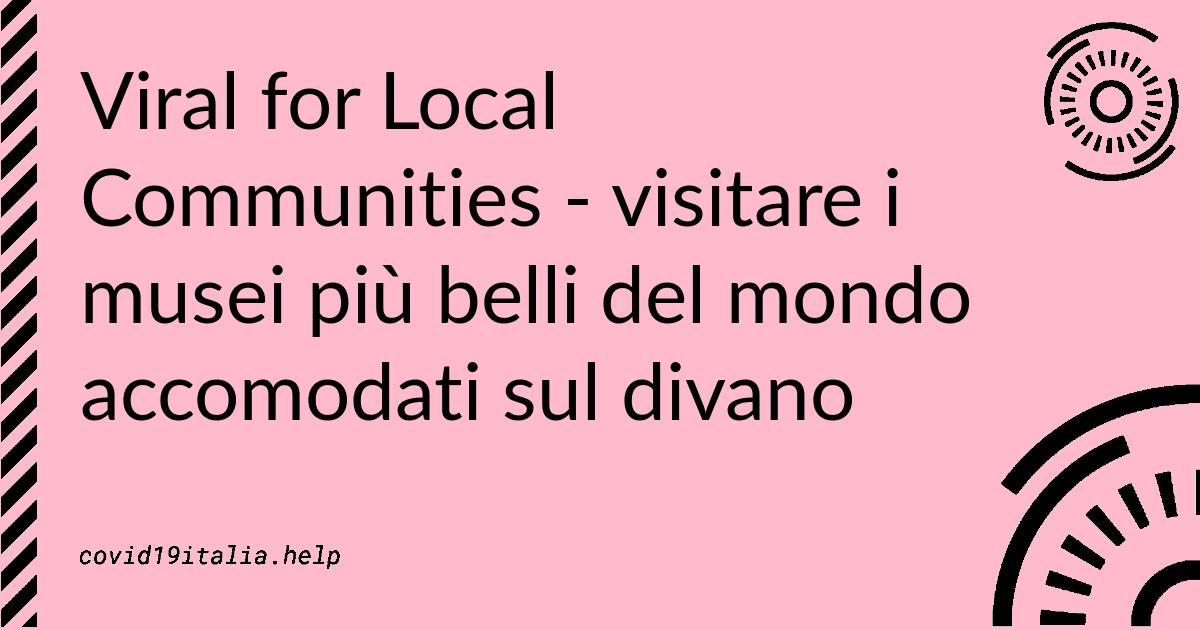 Viral for Local
Communities - visitare i
musei più belli del mondo
accomodati sul divano
covid19italia.help